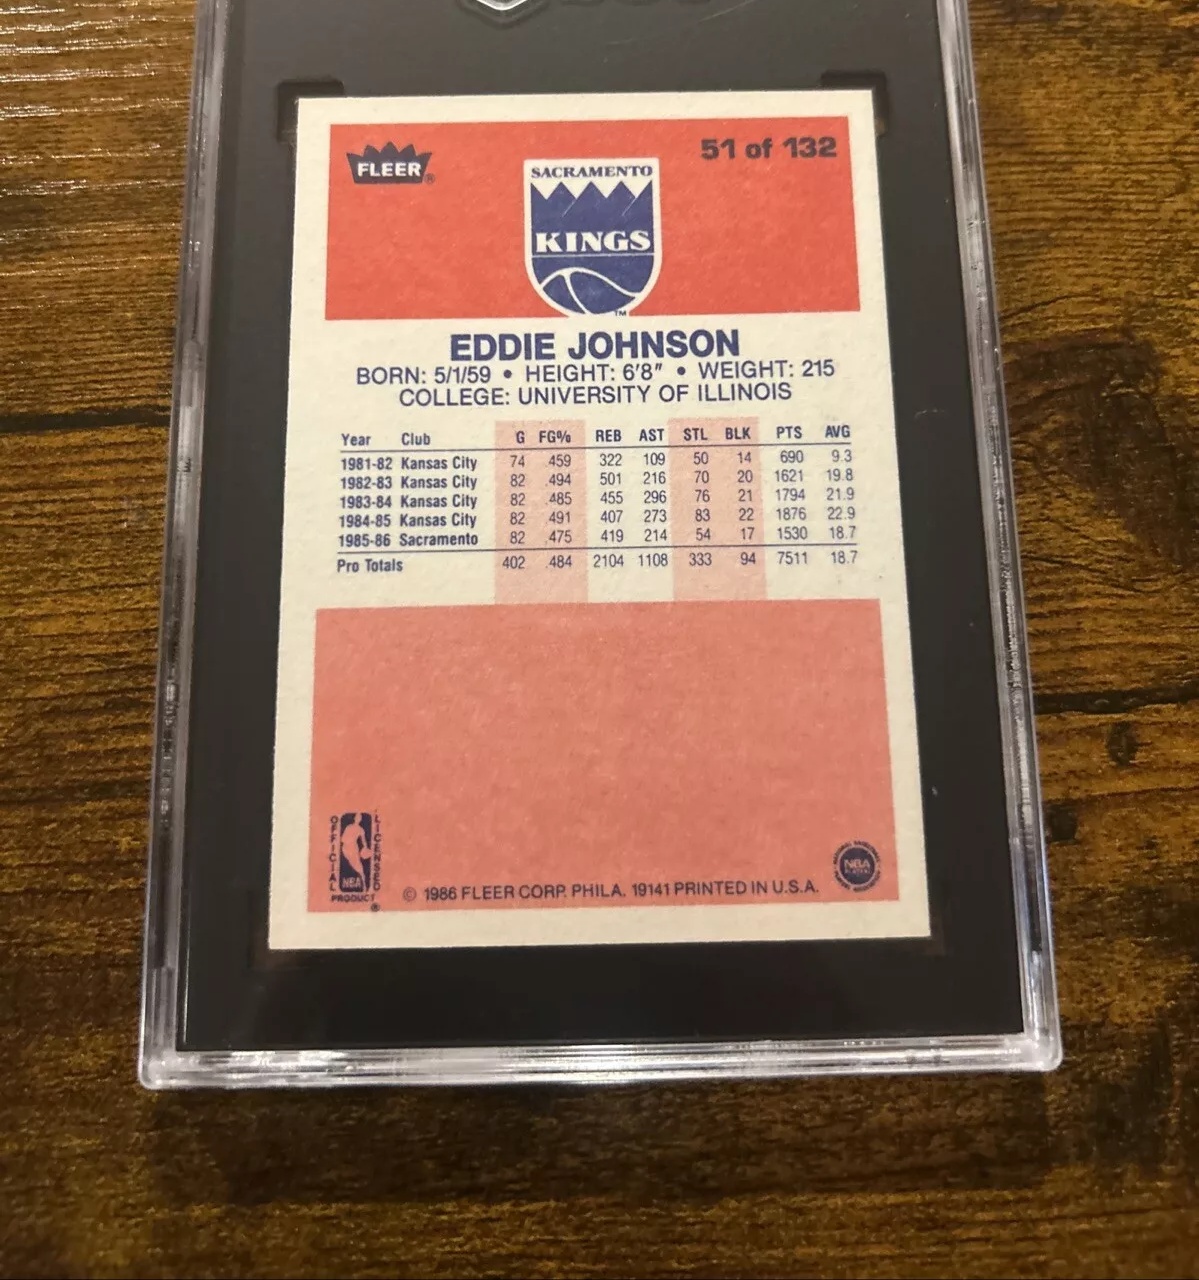 FLEER®
51 of 132
SACRAMENTO
KINGS
TM
EDDIE JOHNSON
BORN: 5/1/59 • HEIGHT: 6'8" • WEIGHT: 215
COLLEGE: UNIVERSITY OF ILLINOIS
Year Club G FG% REB AST STL BLK PTS AVG
1981-82 Kansas City 74 .459 322 109 50 14 690 9.3
1982-83 Kansas City 82 .494 501 216 70 20 1621 19.8
1983-84 Kansas City 82 .485 455 296 76 21 1794 21.9
1984-85 Kansas City 82 .491 407 273 83 22 1876 22.9
1985-86 Sacramento 82 .475 419 214 54 17 1530 18.7
Pro Totals 402 .484 2104 1108 333 94 7511 18.7
OFFICIAL
LICENSED
NBA
PRODUCT®
© 1986 FLEER CORP. PHILA. 19141 PRINTED IN U.S.A.
NBA
PLAYERS